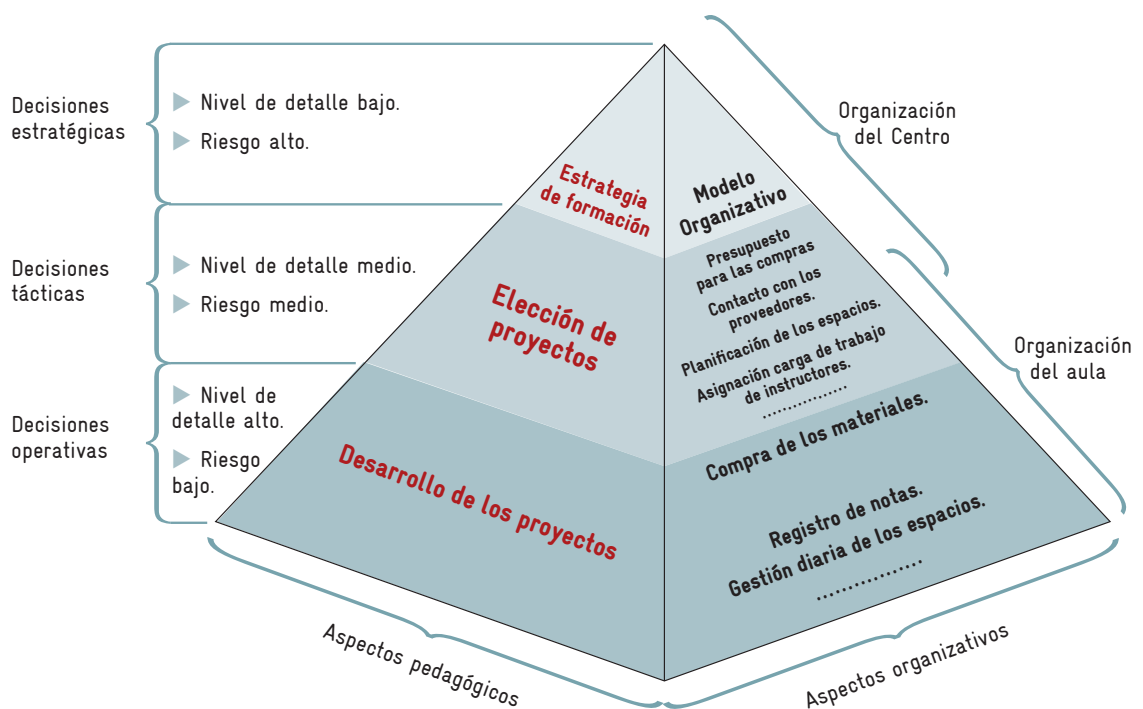 Decisiones
estratégicas
Nivel de detalle bajo.
Riesgo alto.
Decisiones
tácticas
Nivel de detalle medio.
Riesgo medio.
Decisiones
operativas
Nivel de
detalle alto.
Riesgo
bajo.
Estrategia
de formación
Elección de
proyectos
Desarrollo de los proyectos
Modelo
Organizativo
Presupuesto
para las compras
Contacto con los
proveedores.
Planificación de los espacios.
Asignación carga de trabajo
de instructores.
................
Compra de los materiales.
Registro de notas.
Gestión diaria de los espacios.
................
Organización
del Centro
Organización
del aula
Aspectos pedagógicos
Aspectos organizativos